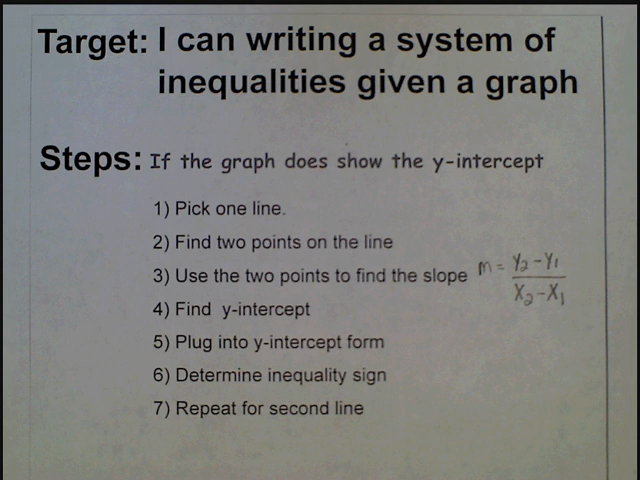 Target: I can writing a system of
inequalities given a graph
Steps: If the graph does show the y-intercept
1) Pick one line.
2) Find two points on the line
3) Use the two points to find the slope m = y₂-y₁ / x₂-x₁
4) Find y-intercept
5) Plug into y-intercept form
6) Determine inequality sign
7) Repeat for second line